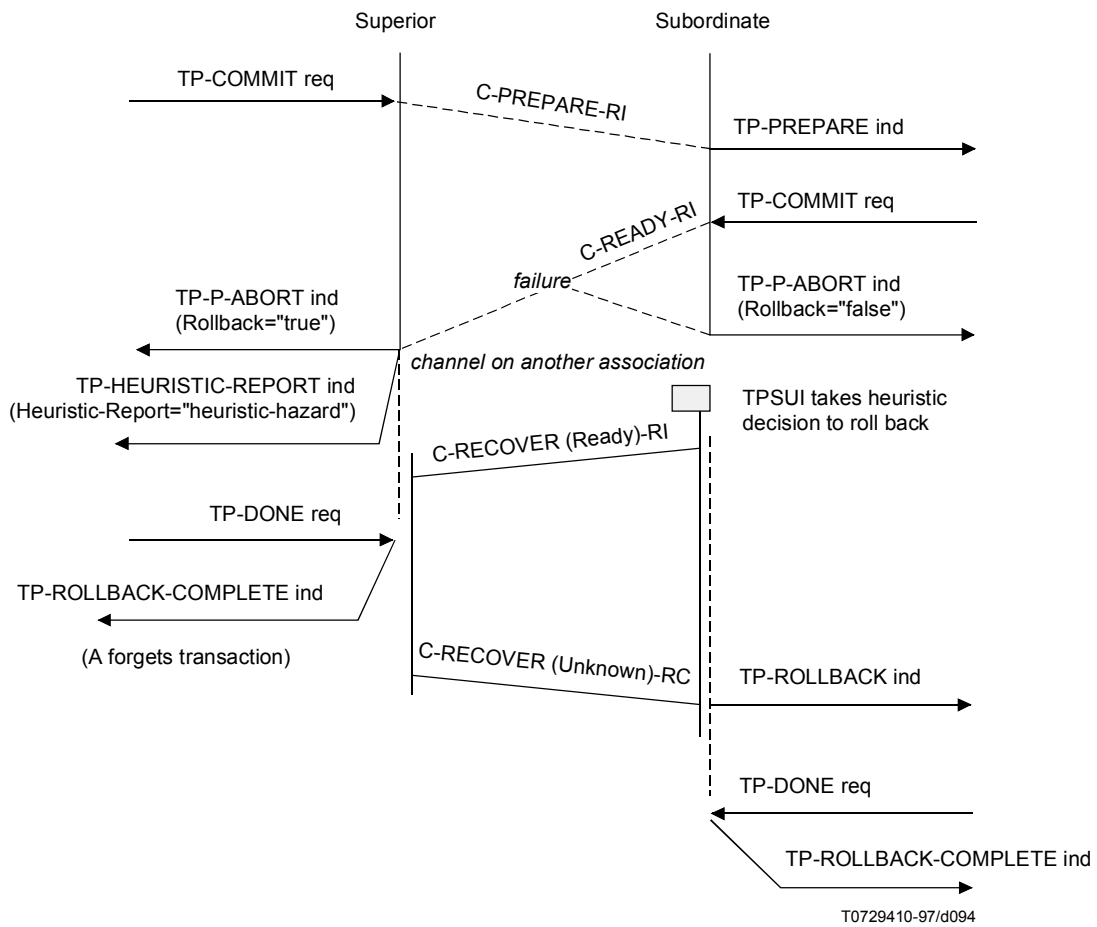 Superior
Subordinate
TP-COMMIT req
C-PREPARE-RI
TP-PREPARE ind
TP-COMMIT req
C-READY-RI
failure
TP-P-ABORT ind
(Rollback="true")
TP-P-ABORT ind
(Rollback="false")
channel on another association
TP-HEURISTIC-REPORT ind
(Heuristic-Report="heuristic-hazard")
TPSUI takes heuristic
decision to roll back
C-RECOVER (Ready)-RI
TP-DONE req
TP-ROLLBACK-COMPLETE ind
(A forgets transaction)
C-RECOVER (Unknown)-RC
TP-ROLLBACK ind
TP-DONE req
TP-ROLLBACK-COMPLETE ind
T0729410-97/d094